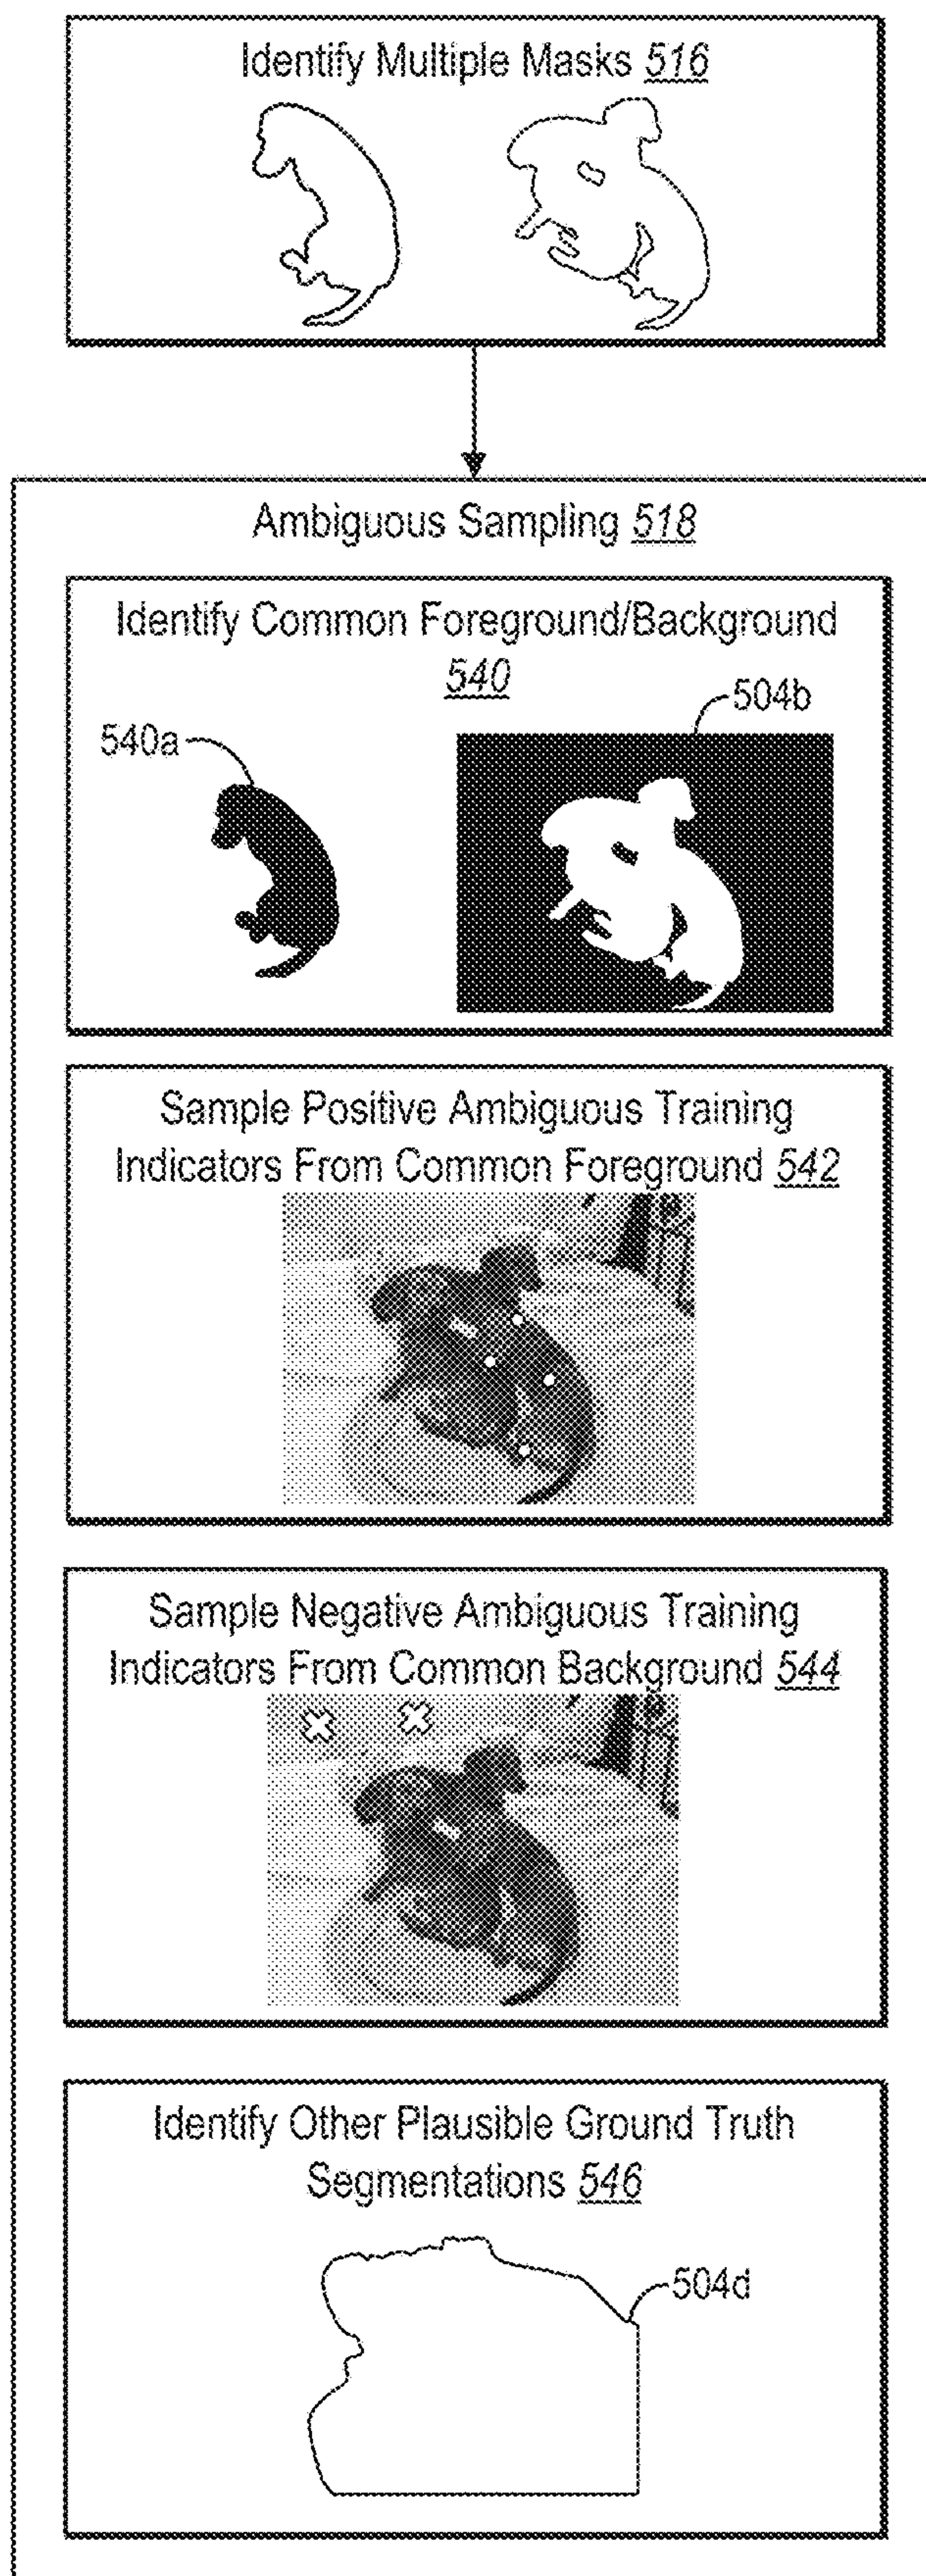 Identify Multiple Masks 516
Ambiguous Sampling 518
Identify Common Foreground/Background
540
504b
540a
Sample Positive Ambiguous Training
Indicators From Common Foreground 542
Sample Negative Ambiguous Training
Indicators From Common Background 544
Identify Other Plausible Ground Truth
Segmentations 546
504d